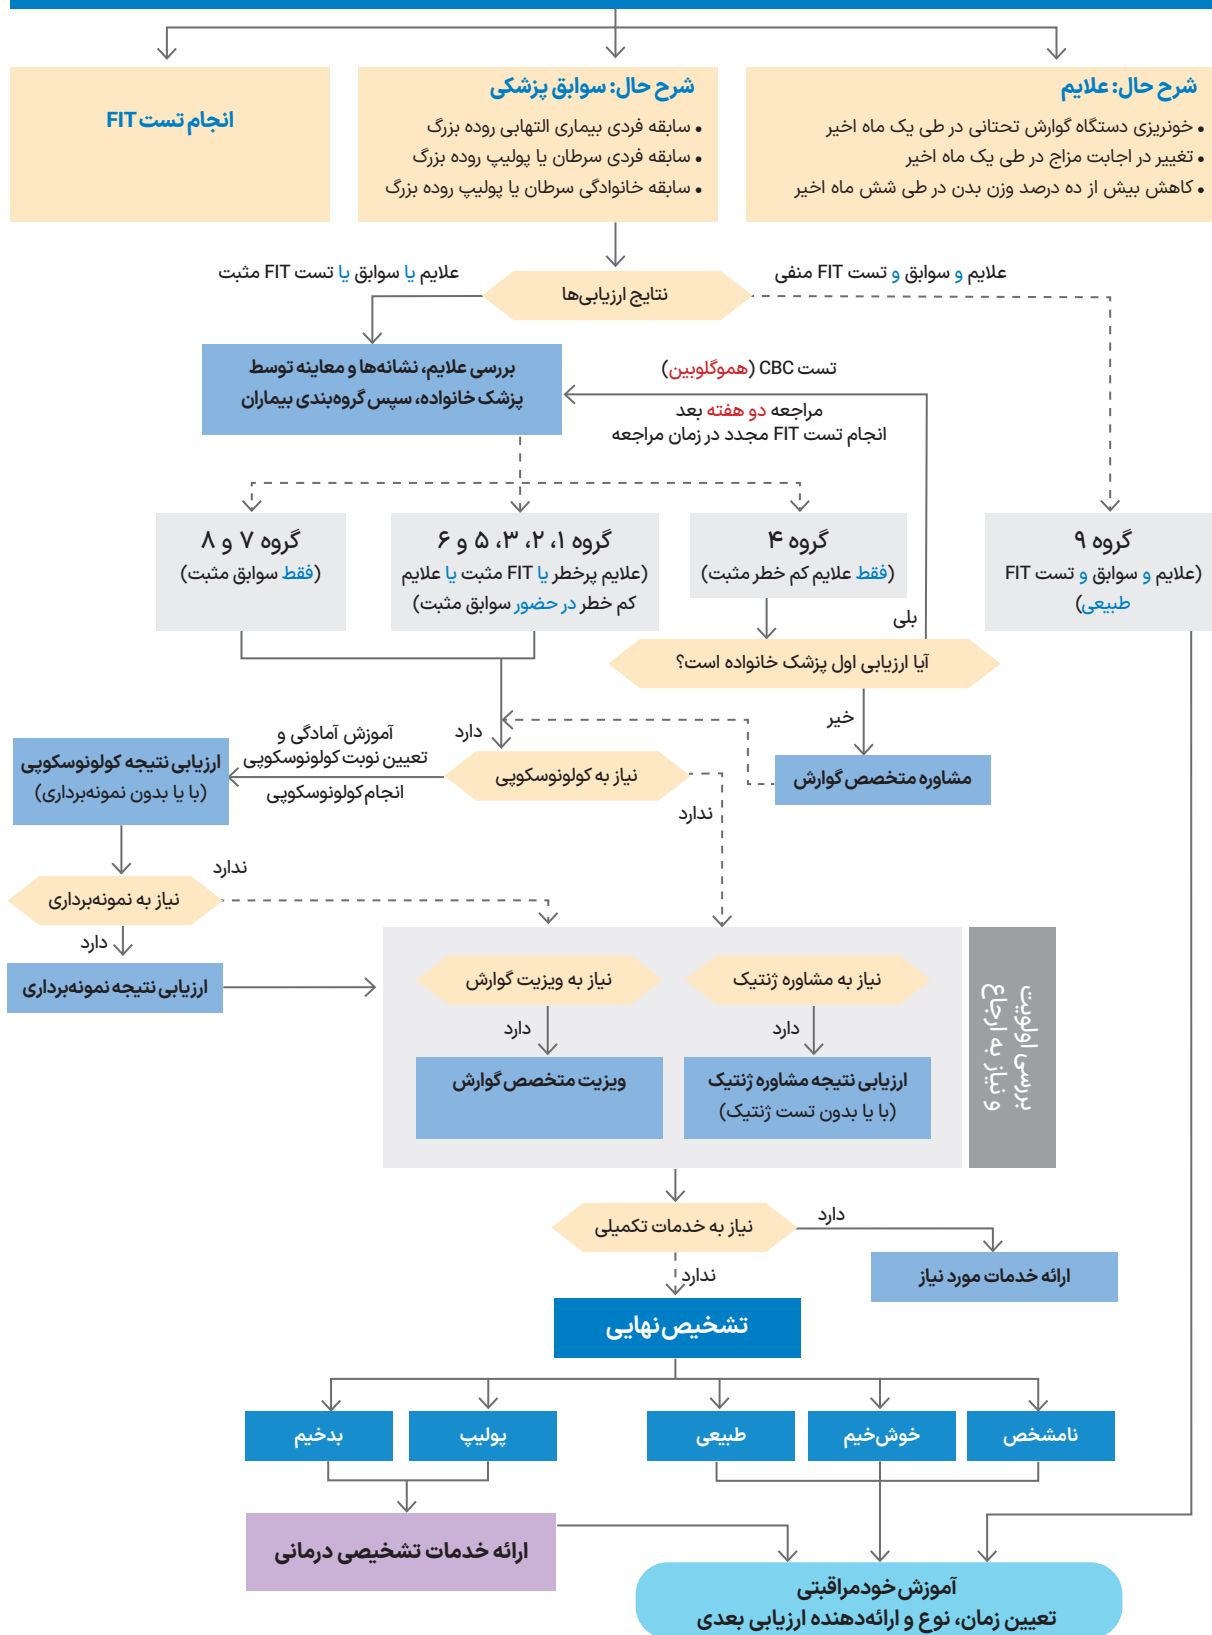 شرح حال: علایم
• خونریزی دستگاه گوارش تحتانی در طی یک ماه اخیر
• تغییر در اجابت مزاج در طی یک ماه اخیر
• کاهش بیش از ده درصد وزن بدن در طی شش ماه اخیر
شرح حال: سوابق پزشکی
• سابقه فردی بیماری التهابی روده بزرگ
• سابقه فردی سرطان یا پولیپ روده بزرگ
• سابقه خانوادگی سرطان یا پولیپ روده بزرگ
انجام تست FIT
علایم و سوابق و تست FIT منفی
نتایج ارزیابی‌ها
علایم یا سوابق یا تست FIT مثبت
بررسی علایم، نشانه‌ها و معاینه توسط
پزشک خانواده، سپس گروه‌بندی بیماران
تست CBC (هموگلوبین)
مراجعه دو هفته بعد
انجام تست FIT مجدد در زمان مراجعه
گروه ۹
(علایم و سوابق و تست FIT
طبیعی)
گروه ۴
(فقط علایم کم خطر مثبت)
گروه ۱، ۲، ۳، ۵ و ۶
(علایم پرخطر یا FIT مثبت یا علایم
کم خطر در حضور سوابق مثبت)
گروه ۷ و ۸
(فقط سوابق مثبت)
بلی
آیا ارزیابی اول پزشک خانواده است؟
خیر
مشاوره متخصص گوارش
دارد
نیاز به کولونوسکوپی
ندارد
آموزش آمادگی و
تعیین نوبت کولونوسکوپی
انجام کولونوسکوپی
ارزیابی نتیجه کولونوسکوپی
(با یا بدون نمونه‌برداری)
ندارد
نیاز به نمونه‌برداری
دارد
ارزیابی نتیجه نمونه‌برداری
بررسی اولویت
و نیاز به ارجاع
نیاز به مشاوره ژنتیک
دارد
ارزیابی نتیجه مشاوره ژنتیک
(با یا بدون تست ژنتیک)
نیاز به ویزیت گوارش
دارد
ویزیت متخصص گوارش
نیاز به خدمات تکمیلی
دارد
ارائه خدمات مورد نیاز
ندارد
تشخیص نهایی
نامشخص
خوش‌خیم
طبیعی
پولیپ
بدخیم
ارائه خدمات تشخیصی درمانی
آموزش خودمراقبتی
تعیین زمان، نوع و ارائه‌دهنده ارزیابی بعدی